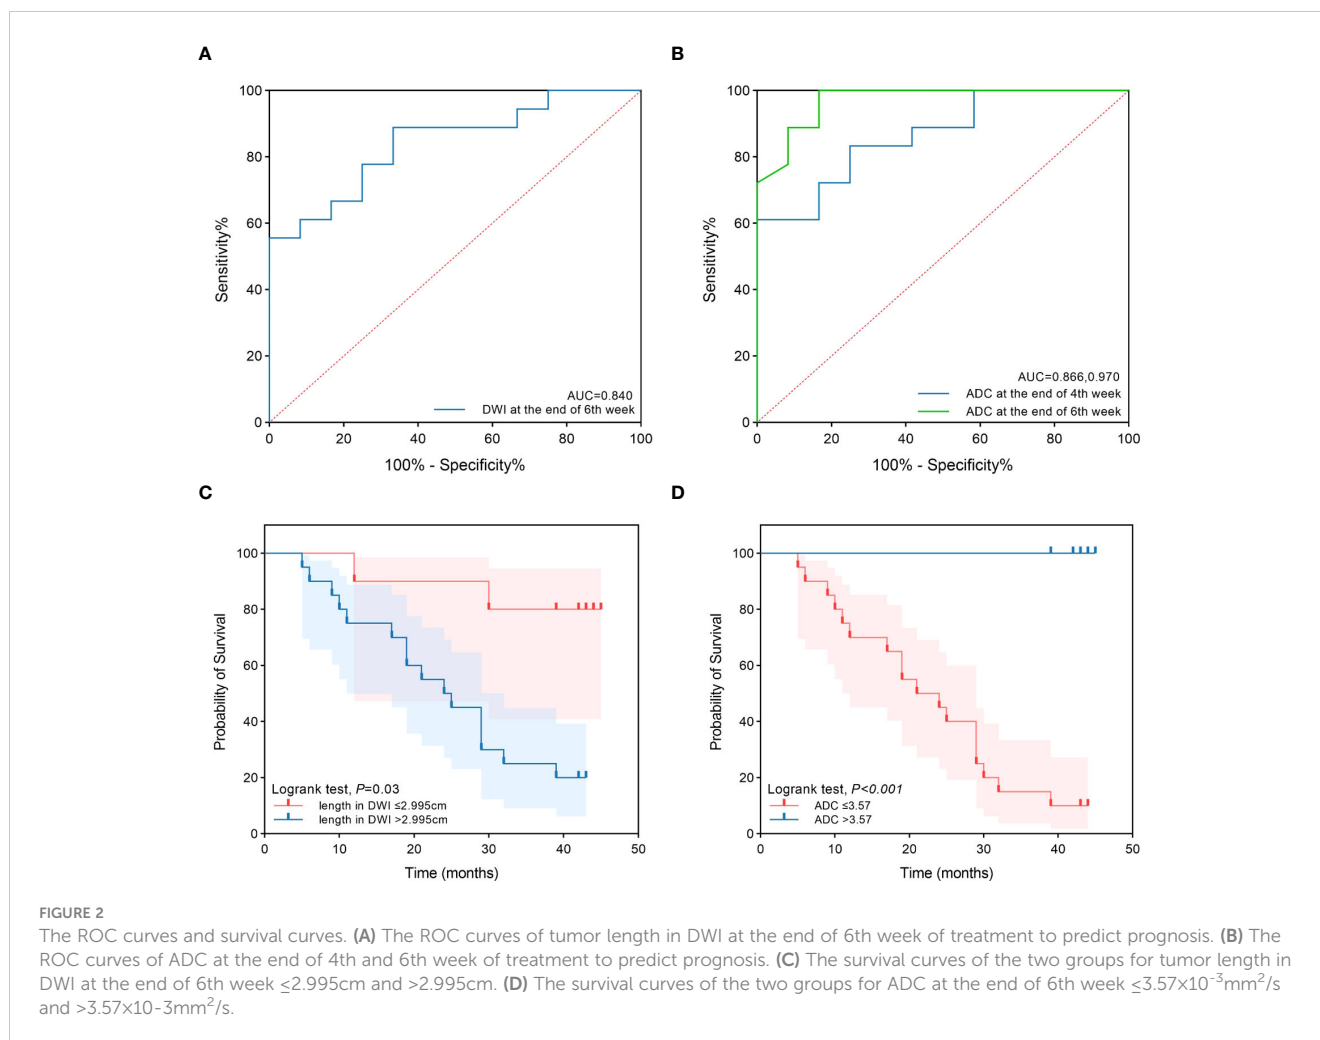 A
B
100
80
60
40
20
0
Sensitivity%
AUC=0.840
DWI at the end of 6th week
0 20 40 60 80 100
100% - Specificity%
100
80
60
40
20
0
Sensitivity%
AUC=0.866,0.970
ADC at the end of 4th week
ADC at the end of 6th week
0 20 40 60 80 100
100% - Specificity%
C
D
100
80
60
40
20
0
Probability of Survival
Logrank test, P=0.03
length in DWI ≤2.995cm
length in DWI >2.995cm
0 10 20 30 40 50
Time (months)
100
80
60
40
20
0
Probability of Survival
Logrank test, P<0.001
ADC ≤3.57
ADC >3.57
0 10 20 30 40 50
Time (months)
FIGURE 2
The ROC curves and survival curves. (A) The ROC curves of tumor length in DWI at the end of 6th week of treatment to predict prognosis. (B) The
ROC curves of ADC at the end of 4th and 6th week of treatment to predict prognosis. (C) The survival curves of the two groups for tumor length in
DWI at the end of 6th week ≤2.995cm and >2.995cm. (D) The survival curves of the two groups for ADC at the end of 6th week ≤3.57×10⁻³mm²/s
and >3.57×10-3mm²/s.